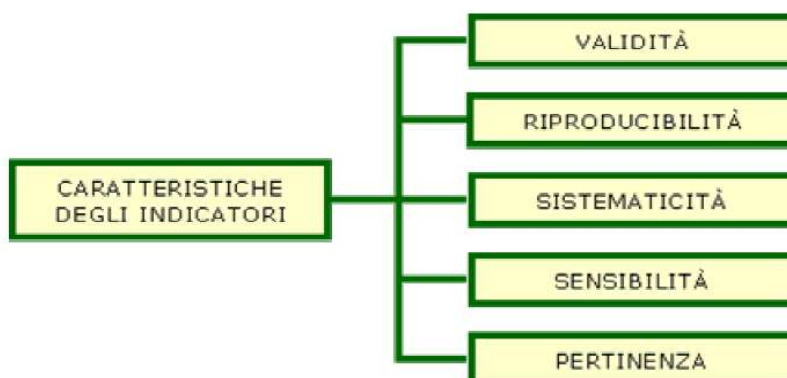 CARATTERISTICHE
DEGLI INDICATORI
VALIDITÀ
RIPRODUCIBILITÀ
SISTEMATICITÀ
SENSIBILITÀ
PERTINENZA